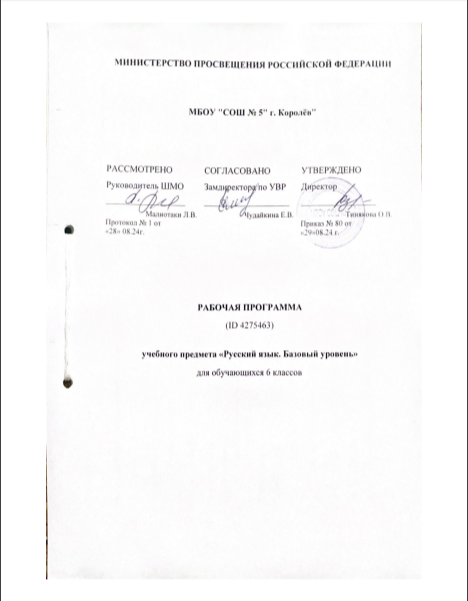 МИНИСТЕРСТВО ПРОСВЕЩЕНИЯ РОССИЙСКОЙ ФЕДЕРАЦИИ
МБОУ "СОШ № 5" г. Королёв"
РАССМОТРЕНО
Руководитель ШМО
Малиотаки Л.В.
Протокол № 1 от
«28» 08.24г.
СОГЛАСОВАНО
Замдиректора по УВР
Чудайкина Е.В.
УТВЕРЖДЕНО
Директор
О.В.
Приказ № 80 от
«29»08.24 г.
РАБОЧАЯ ПРОГРАММА
(ID 4275463)
учебного предмета «Русский язык. Базовый уровень»
для обучающихся 6 классов